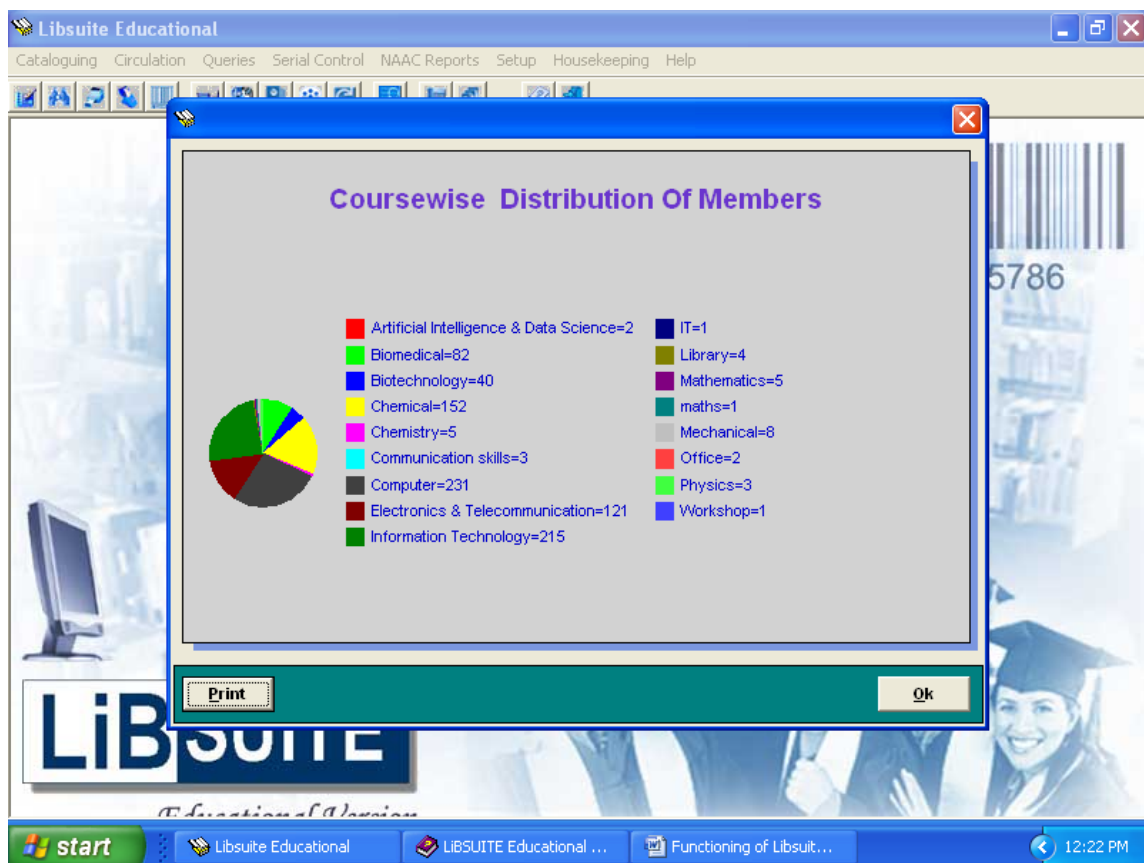 Libsuite Educational
Cataloguing Circulation Queries Serial Control NAAC Reports Setup Housekeeping Help
Coursewise Distribution Of Members
5786
Artificial Intelligence & Data Science=2
Biomedical=82
Biotechnology=40
Chemical=152
Chemistry=5
Communication skills=3
Computer=231
Electronics & Telecommunication=121
Information Technology=215
IT=1
Library=4
Mathematics=5
maths=1
Mechanical=8
Office=2
Physics=3
Workshop=1
Print
Ok
LiBSUITE
Educational Version
start
Libsuite Educational
LiBSUITE Educational ...
Functioning of Libsuit...
12:22 PM